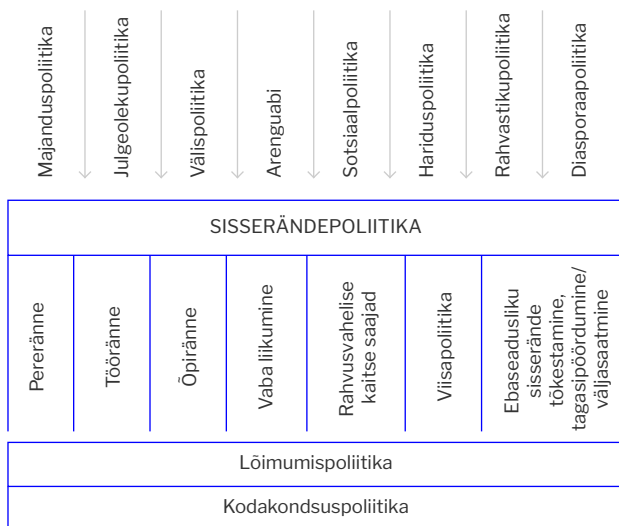 Majanduspoliitika
Julgeolekupoliitika
Välispoliitika
Arenguabi
Sotsiaalpoliitika
Hariduspoliitika
Rahvastikupoliitika
Diasporaapoliitika
SISSERÄNDEPOLIITIKA
Pereränne
Tööränne
Õpiränne
Vaba liikumine
Rahvusvahelise
kaitse saajad
Viisapoliitika
Ebaseadusliku
sisserände
tõkestamine,
tagasipöördumine/
väljasaatmine
Lõimumispoliitika
Kodakondsuspoliitika